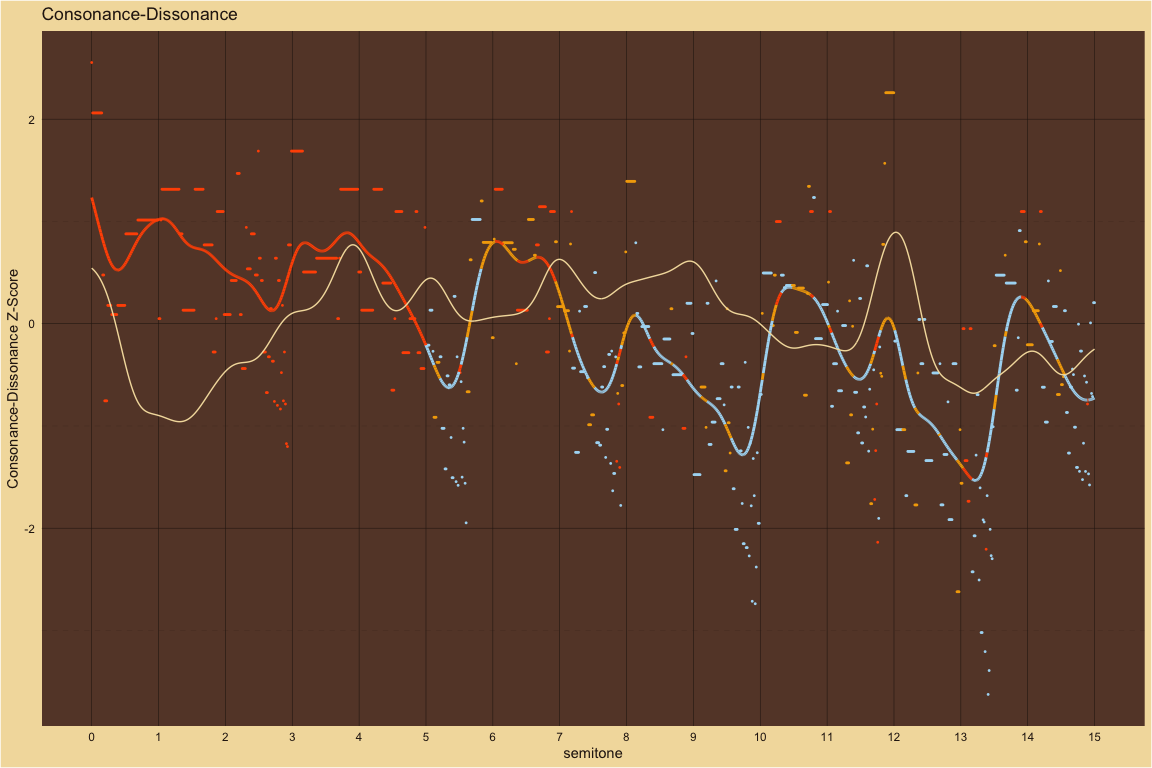 Consonance-Dissonance
Consonance-Dissonance Z-Score
2
0
-2
0 1 2 3 4 5 6 7 8 9 10 11 12 13 14 15
semitone